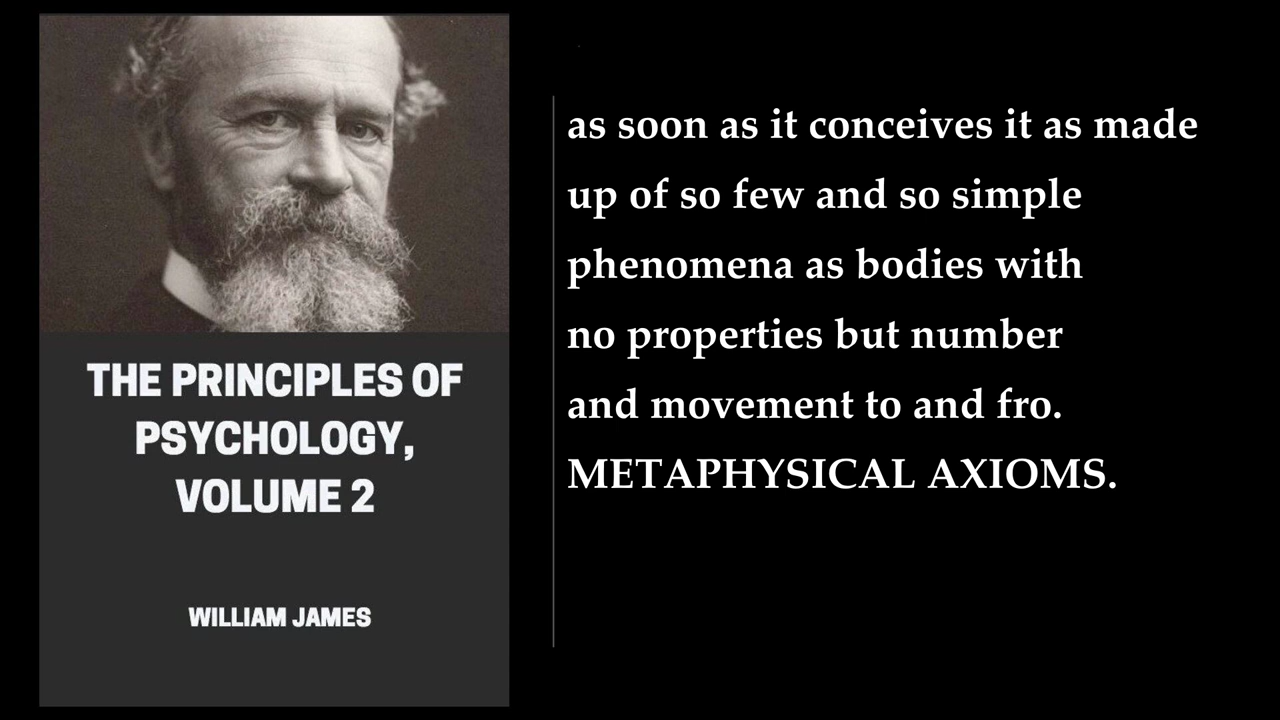 THE PRINCIPLES OF
PSYCHOLOGY,
VOLUME 2
WILLIAM JAMES
as soon as it conceives it as made
up of so few and so simple
phenomena as bodies with
no properties but number
and movement to and fro.
METAPHYSICAL AXIOMS.